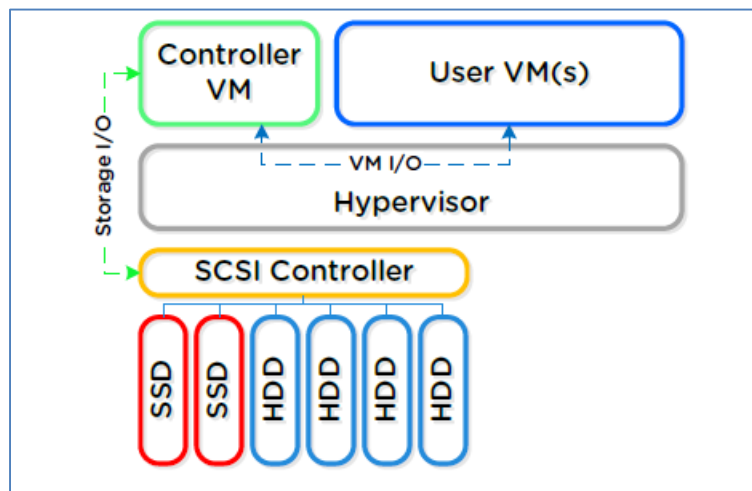 Controller
VM
User VM(s)
Storage I/O
VM I/O
Hypervisor
SCSI Controller
SSD
SSD
HDD
HDD
HDD
HDD